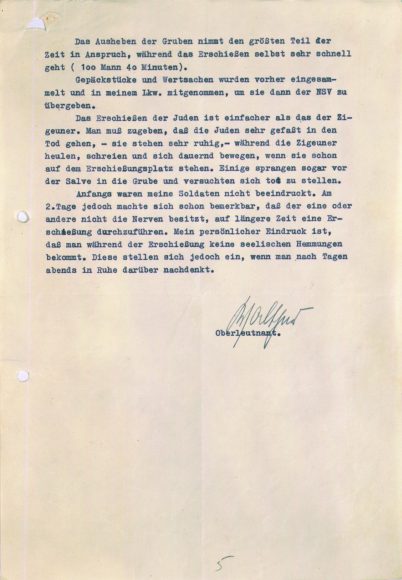 Das Ausheben der Gruben nimmt den größten Teil der
Zeit in Anspruch, während das Erschießen selbst sehr schnell
geht ( 100 Mann 40 Minuten).
Gepäckstücke und Wertsachen wurden vorher eingesam-
melt und in meinem Lkw. mitgenommen, um sie dann der NSV zu
übergeben.
Das Erschießen der Juden ist einfacher als das der Zi-
geuner. Man muß zugeben, daß die Juden sehr gefaßt in den
Tod gehen, - sie stehen sehr ruhig,- während die Zigeuner
heulen, schreien und sich dauernd bewegen, wenn sie schon
auf dem Erschießungsplatz stehen. Einige sprangen sogar vor
der Salve in die Grube und versuchten sich tot zu stellen.
Anfangs waren meine Soldaten nicht beeindruckt. Am
2.Tage jedoch machte sich schon bemerkbar, daß der eine oder
andere nicht die Nerven besitzt, auf längere Zeit eine Er-
schießung durchzuführen. Mein persönlicher Eindruck ist,
daß man während der Erschießung keine seelischen Hemmungen
bekommt. Diese stellen sich jedoch ein, wenn man nach Tagen
abends in Ruhe darüber nachdenkt.
Oberleutnant.
5